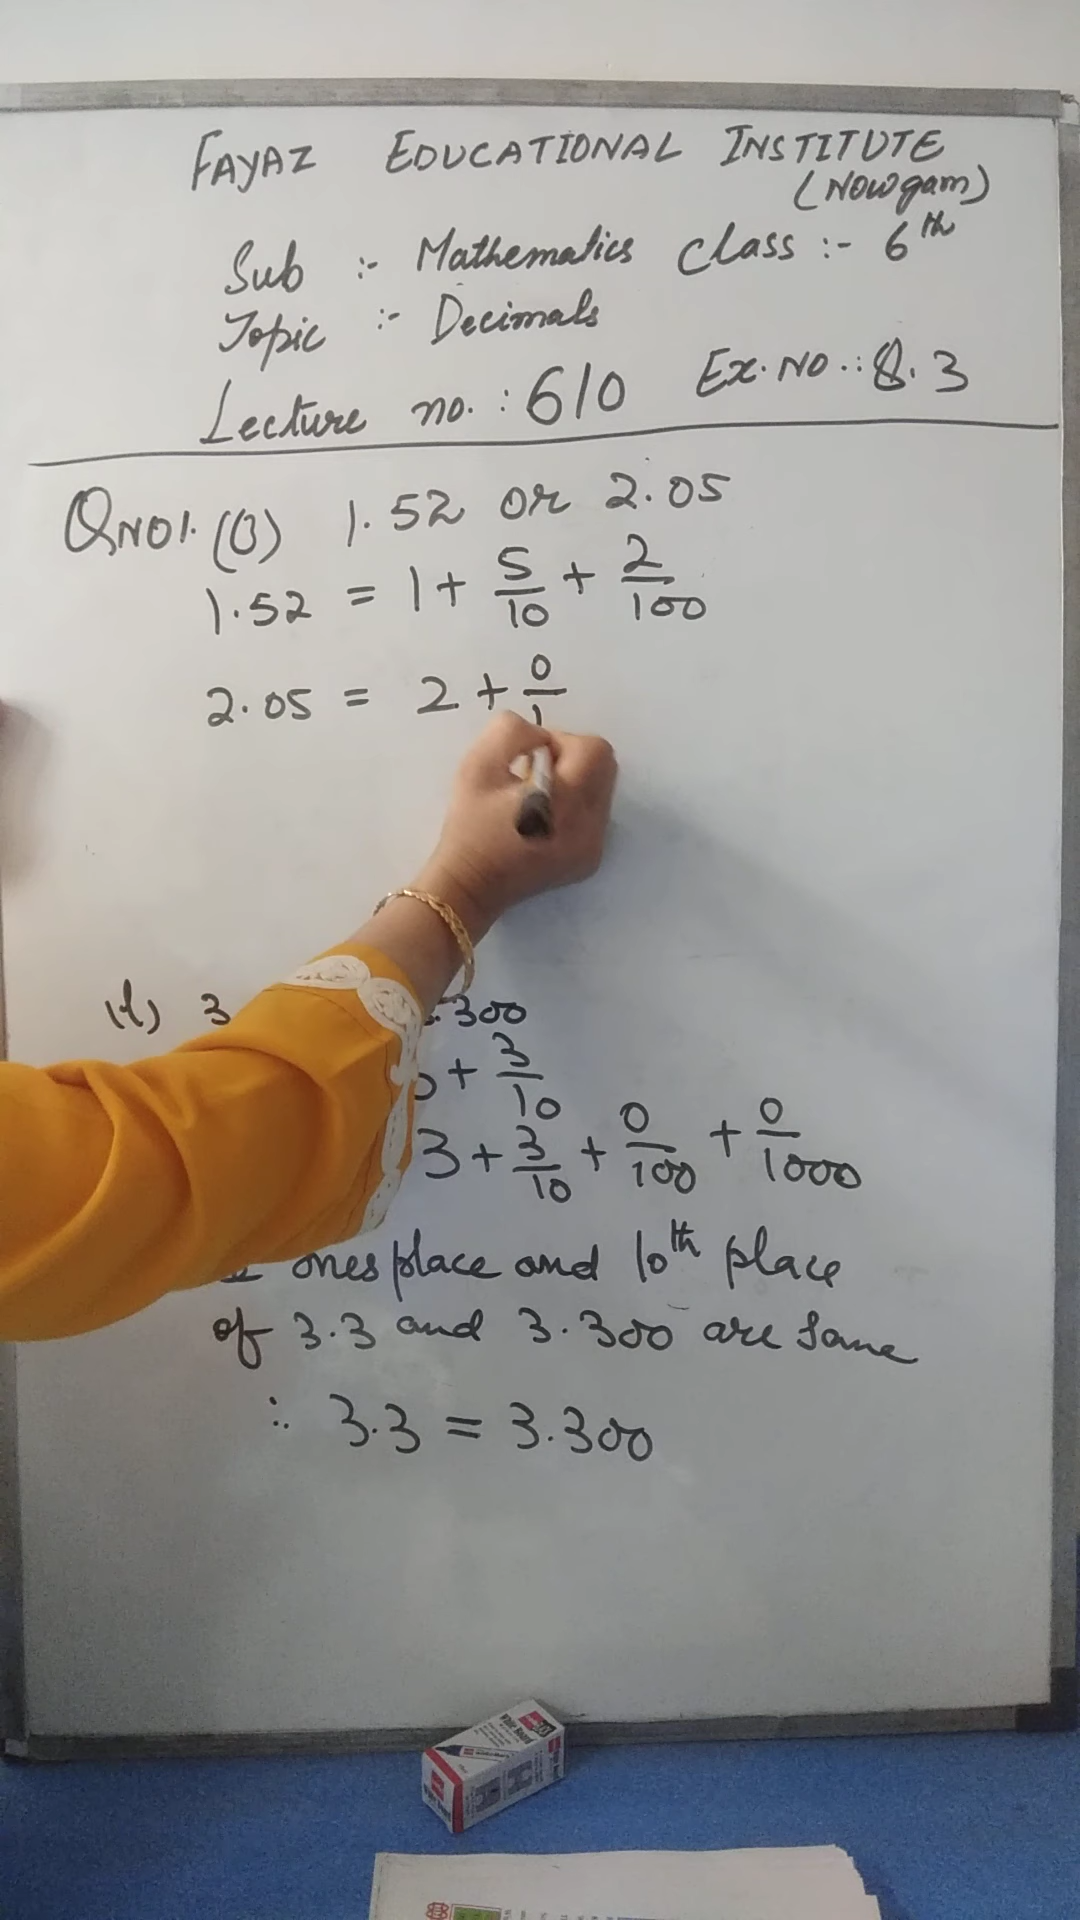 FAYAZ EDUCATIONAL INSTITUTE
(Nowgam)
Sub :- Mathematics Class :- 6th
Topic :- Decimals
Lecture no. : 610 Ex. NO.: 8.3
QNO1. 1.52 or 2.05
1.52 = 1 + 5/10 + 2/100
2.05 = 2 + 0/1
3 .300
+ 3/10
3 + 3/10 + 0/100 + 0/1000
ones place and 10th place
of 3.3 and 3.300 are same
∴ 3.3 = 3.300
White Board